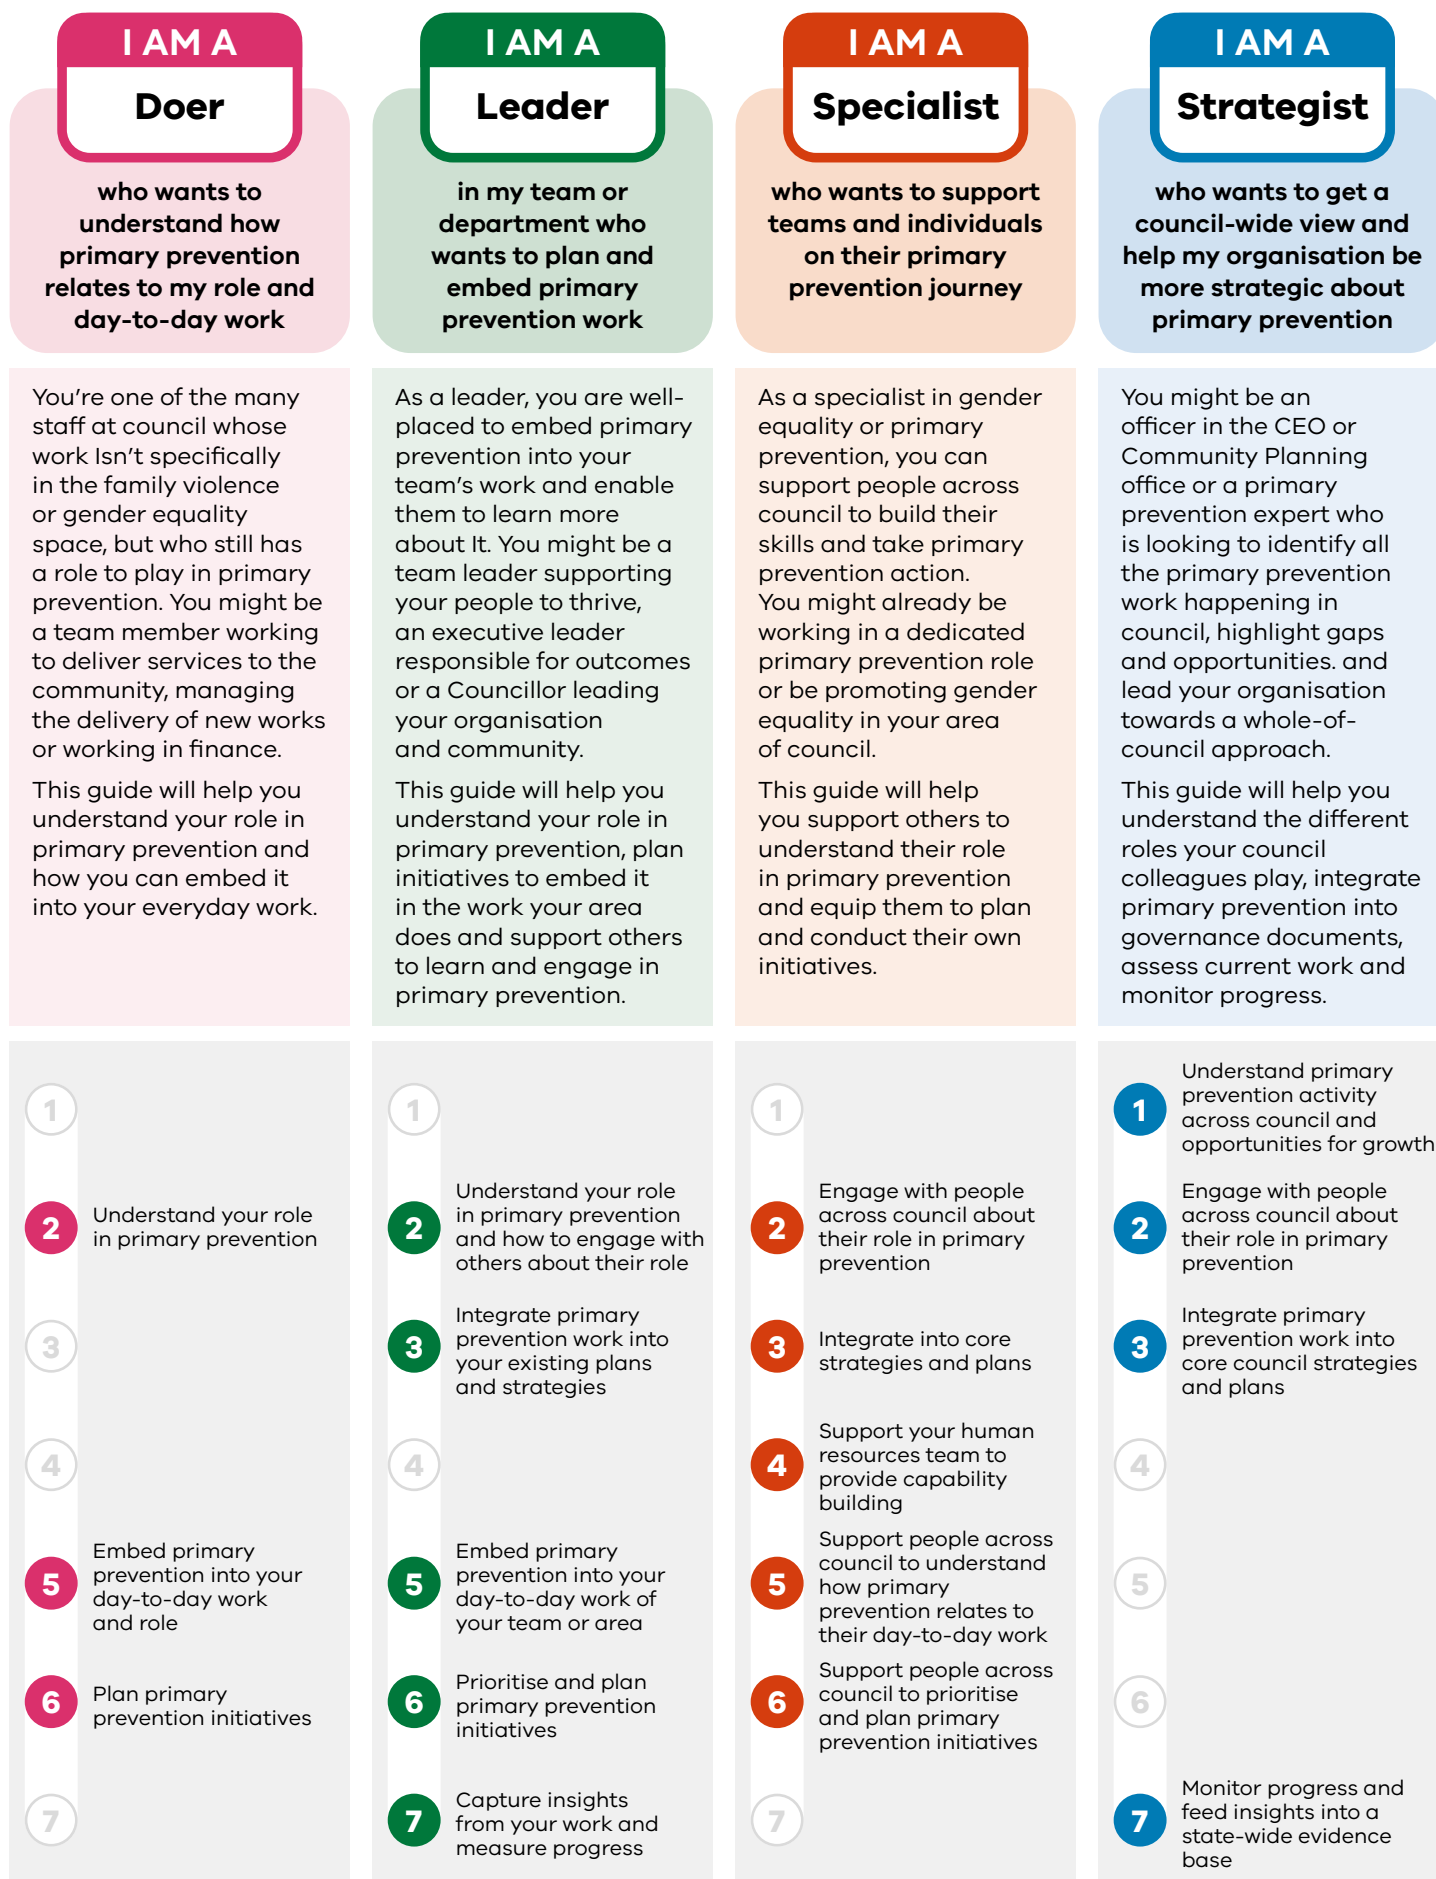 I AM A
Doer
who wants to
understand how
primary prevention
relates to my role and
day-to-day work
You're one of the many
staff at council whose
work Isn't specifically
in the family violence
or gender equality
space, but who still has
a role to play in primary
prevention. You might be
a team member working
to deliver services to the
community, managing
the delivery of new works
or working in finance.
This guide will help you
understand your role in
primary prevention and
how you can embed it
into your everyday work.
1
2
Understand your role
in primary prevention
3
4
5
Embed primary
prevention into your
day-to-day work
and role
6
Plan primary
prevention initiatives
7
I AM A
Leader
in my team or
department who
wants to plan and
embed primary
prevention work
As a leader, you are well-
placed to embed primary
prevention into your
team's work and enable
them to learn more
about It. You might be a
team leader supporting
your people to thrive,
an executive leader
responsible for outcomes
or a Councillor leading
your organisation
and community.
This guide will help you
understand your role in
primary prevention, plan
initiatives to embed it
in the work your area
does and support others
to learn and engage in
primary prevention.
1
2
Understand your role
in primary prevention
and how to engage with
others about their role
3
Integrate primary
prevention work into
your existing plans
and strategies
4
5
Embed primary
prevention into your
day-to-day work of
your team or area
6
Prioritise and plan
primary prevention
initiatives
7
Capture insights
from your work and
measure progress
I AM A
Specialist
who wants to support
teams and individuals
on their primary
prevention journey
As a specialist in gender
equality or primary
prevention, you can
support people across
council to build their
skills and take primary
prevention action.
You might already be
working in a dedicated
primary prevention role
or be promoting gender
equality in your area
of council.
This guide will help
you support others to
understand their role
in primary prevention
and equip them to plan
and conduct their own
initiatives.
1
2
Engage with people
across council about
their role in primary
prevention
3
Integrate into core
strategies and plans
4
Support your human
resources team to
provide capability
building
5
Support people across
council to understand
how primary
prevention relates to
their day-to-day work
6
Support people across
council to prioritise
and plan primary
prevention initiatives
7
I AM A
Strategist
who wants to get a
council-wide view and
help my organisation be
more strategic about
primary prevention
You might be an
officer in the CEO or
Community Planning
office or a primary
prevention expert who
is looking to identify all
the primary prevention
work happening in
council, highlight gaps
and opportunities. and
lead your organisation
towards a whole-of-
council approach.
This guide will help you
understand the different
roles your council
colleagues play, integrate
primary prevention into
governance documents,
assess current work and
monitor progress.
1
Understand primary
prevention activity
across council and
opportunities for growth
2
Engage with people
across council about
their role in primary
prevention
3
Integrate primary
prevention work into
core council strategies
and plans
4
5
6
7
Monitor progress and
feed insights into a
state-wide evidence
base